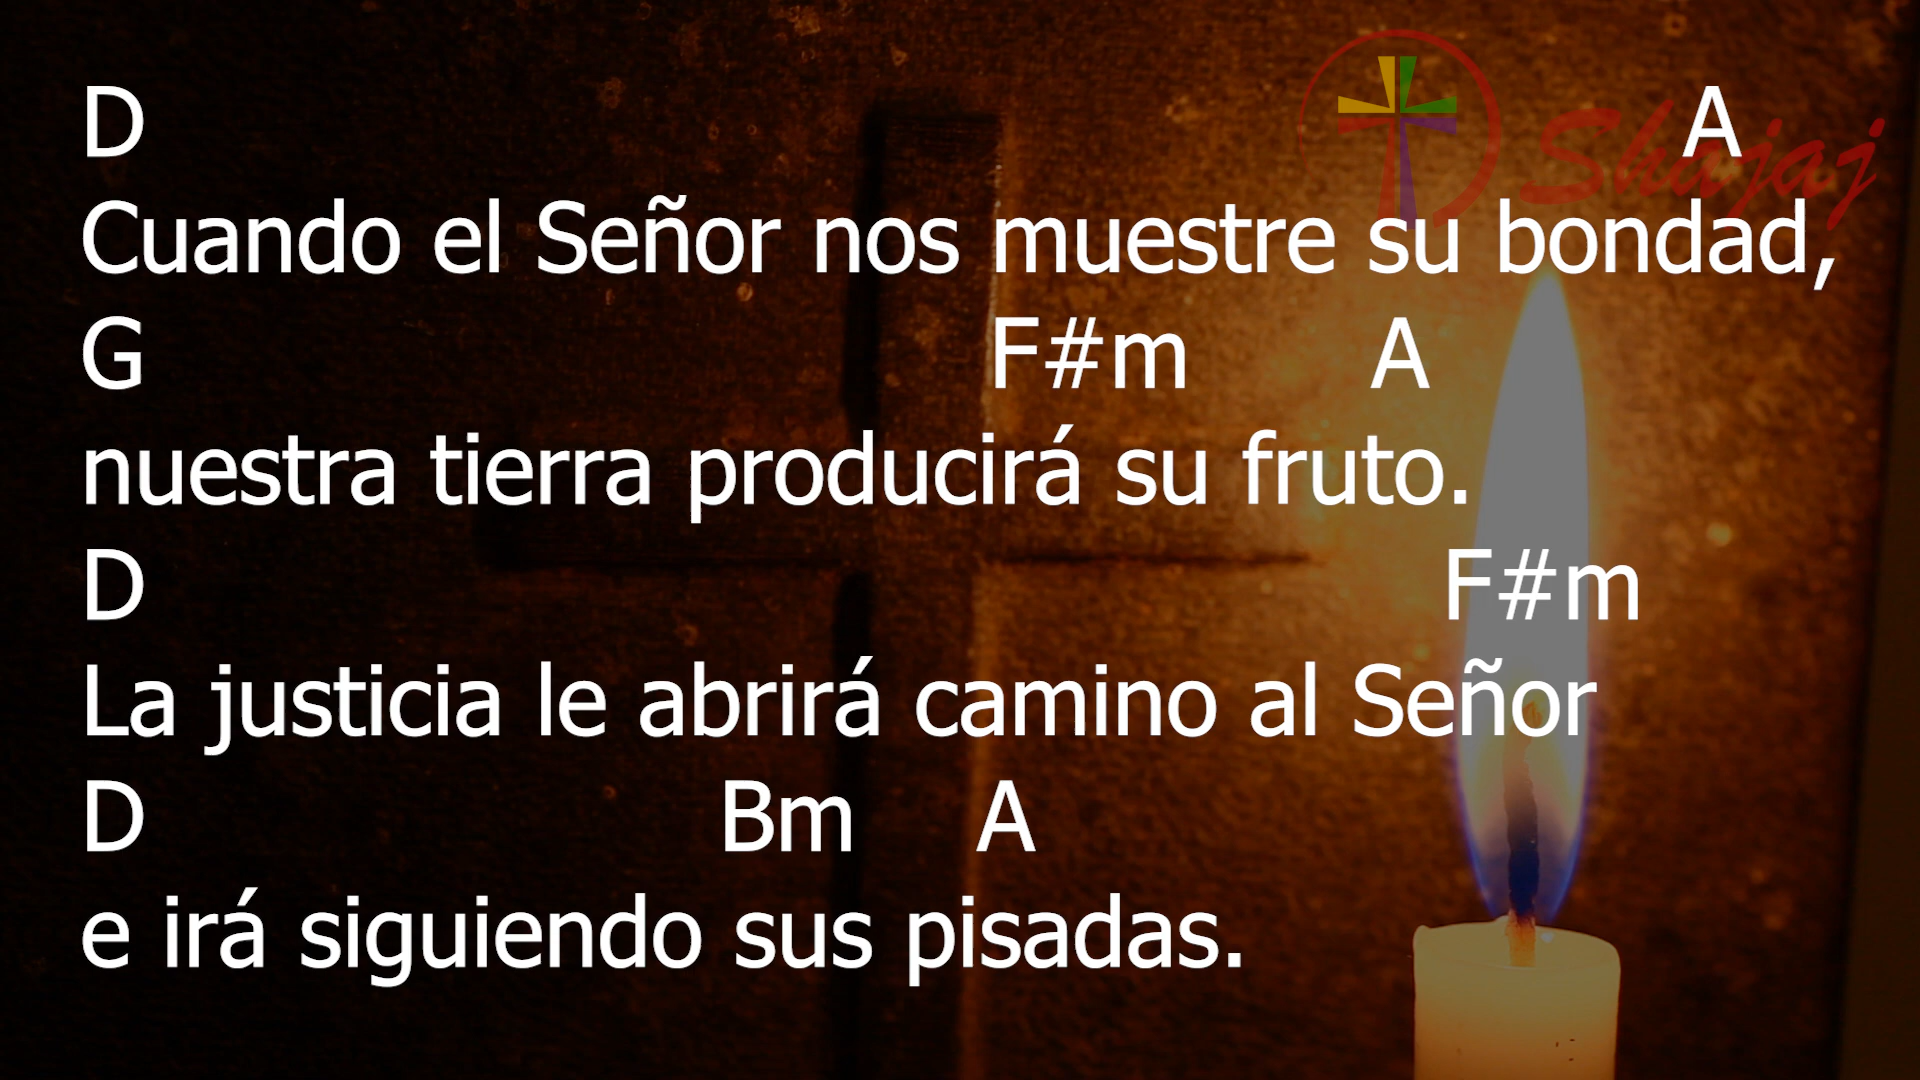 D A
Shajaj
Cuando el Señor nos muestre su bondad,
G F#m A
nuestra tierra producirá su fruto.
D F#m
La justicia le abrirá camino al Señor
D Bm A
e irá siguiendo sus pisadas.